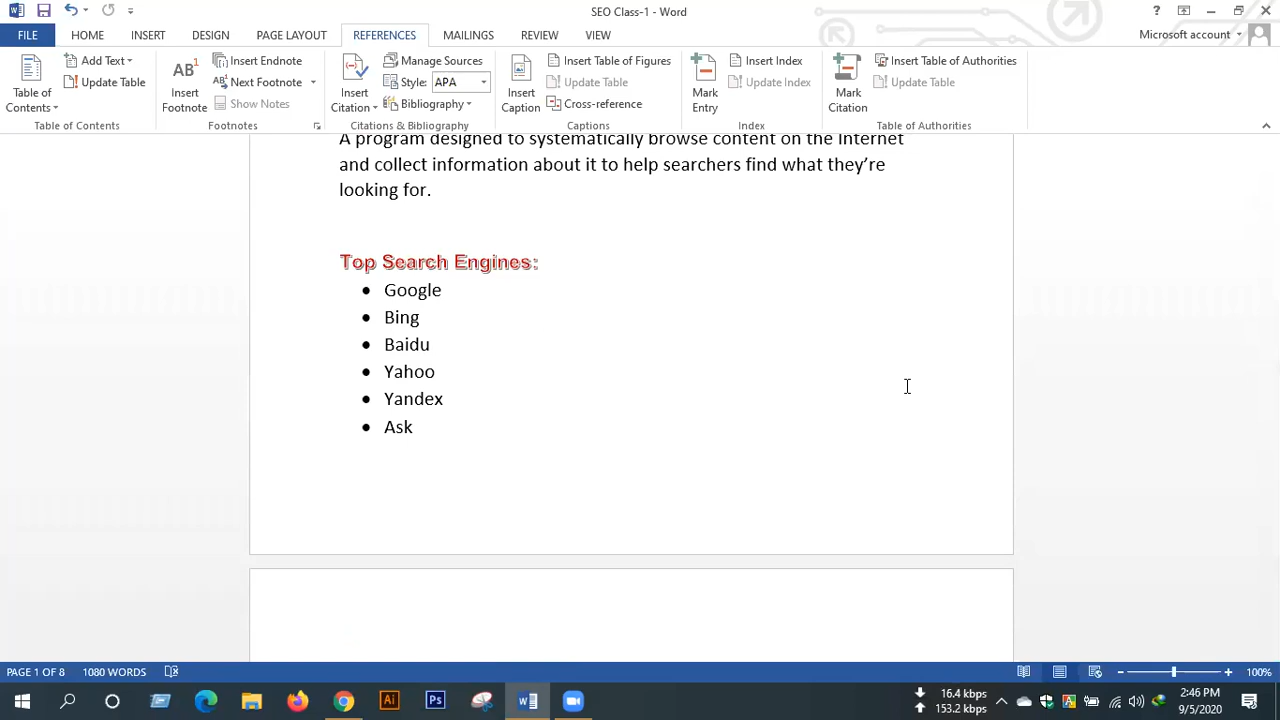 SEO Class-1 - Word
FILE HOME INSERT DESIGN PAGE LAYOUT REFERENCES MAILINGS REVIEW VIEW Microsoft account
Table of Contents
Add Text
Update Table
Table of Contents
AB¹
Insert Footnote
Insert Endnote
Next Footnote
Show Notes
Footnotes
Insert Citation
Manage Sources
Style: APA
Bibliography
Citations & Bibliography
Insert Caption
Insert Table of Figures
Update Table
Cross-reference
Captions
Mark Entry
Insert Index
Update Index
Index
Mark Citation
Insert Table of Authorities
Update Table
Table of Authorities
A program designed to systematically browse content on the internet
and collect information about it to help searchers find what they’re
looking for.
Top Search Engines:
• Google
• Bing
• Baidu
• Yahoo
• Yandex
• Ask
PAGE 1 OF 8 1080 WORDS 100%
Ai Ps
16.4 kbps
153.2 kbps
2:46 PM
9/5/2020